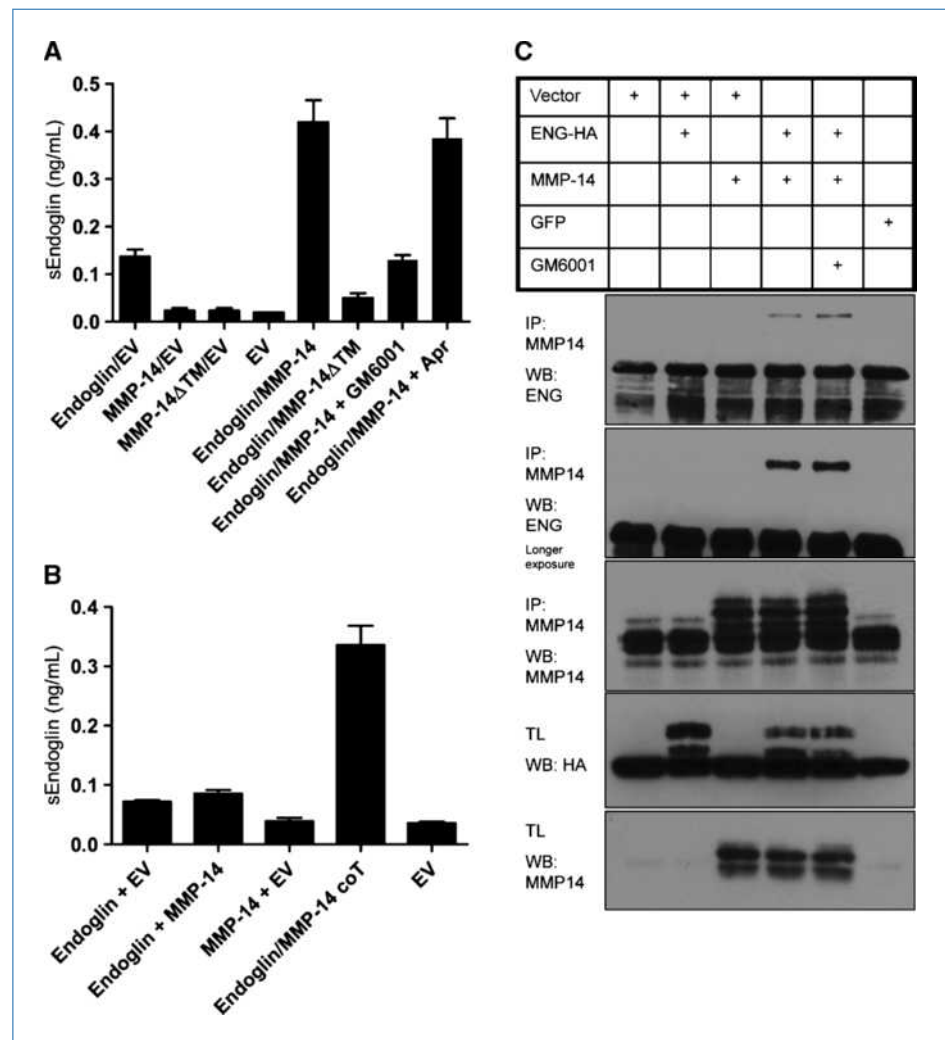 A
0.5
0.4
0.3
0.2
0.1
0.0
sEndoglin (ng/mL)
Endoglin/EV
MMP-14/EV
MMP-14ΔTM/EV
EV
Endoglin/MMP-14
Endoglin/MMP-14ΔTM
Endoglin/MMP-14 + GM6001
Endoglin/MMP-14 + Apr
B
0.4
0.3
0.2
0.1
0.0
sEndoglin (ng/mL)
Endoglin + EV
Endoglin + MMP-14
MMP-14 + EV
Endoglin/MMP-14 coT
EV
C
Vector + + +
ENG-HA + + +
MMP-14 + + +
GFP +
GM6001 +
IP:
MMP14
WB:
ENG
IP:
MMP14
WB:
ENG
Longer
exposure
IP:
MMP14
WB:
MMP14
TL
WB: HA
TL
WB:
MMP14